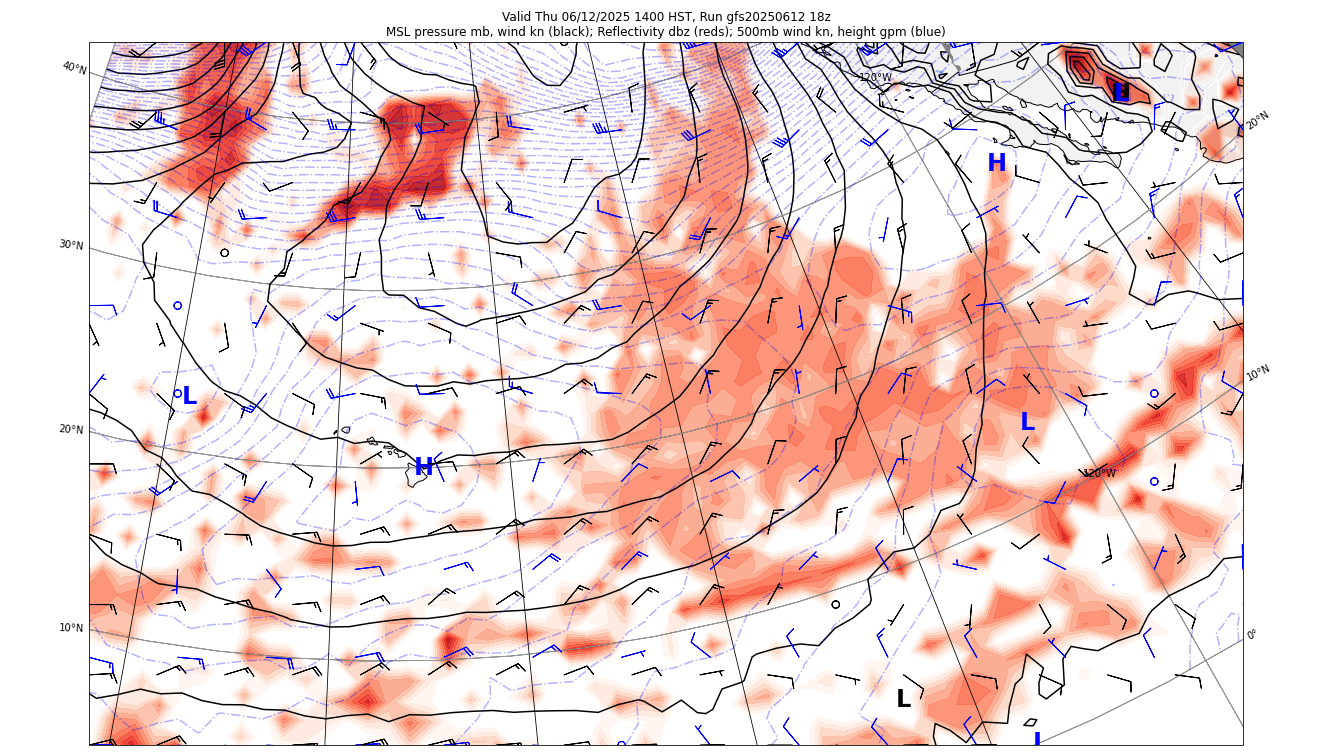 Valid Thu 06/12/2025 1400 HST, Run gfs20250612 18z
MSL pressure mb, wind kn (black); Reflectivity dbz (reds); 500mb wind kn, height gpm (blue)
40°N
120°W
H
20°N
H
30°N
10°N
L
20°N
L
H
120°W
10°N
0°
L
L